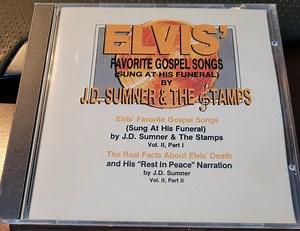 ELVIS'
FAVORITE GOSPEL SONGS
(SUNG AT HIS FUNERAL)
BY
J.D. SUMNER & THE STAMPS
Elvis' Favorite Gospel Songs
(Sung At His Funeral)
by J.D. Sumner & The Stamps
Vol. II, Part I
The Real Facts About Elvis' Death
and His "Rest In Peace" Narration
by J.D. Sumner
Vol. II, Part II